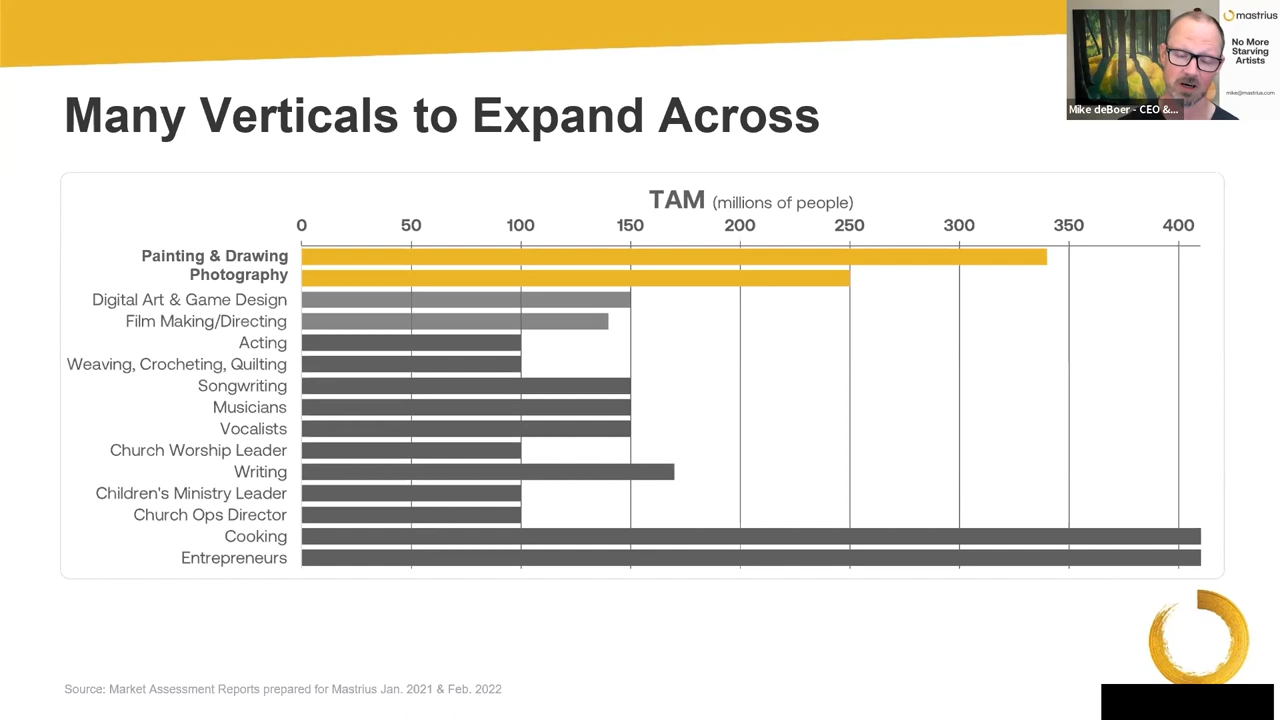 Many Verticals to Expand Across
mastrius
No More
Starving
Artists
mike@mastrius.com
Mike deBoer - CEO &...
TAM (millions of people)
0 50 100 150 200 250 300 350 400
Painting & Drawing
Photography
Digital Art & Game Design
Film Making/Directing
Acting
Weaving, Crocheting, Quilting
Songwriting
Musicians
Vocalists
Church Worship Leader
Writing
Children's Ministry Leader
Church Ops Director
Cooking
Entrepreneurs
Source: Market Assessment Reports prepared for Mastrius Jan. 2021 & Feb. 2022